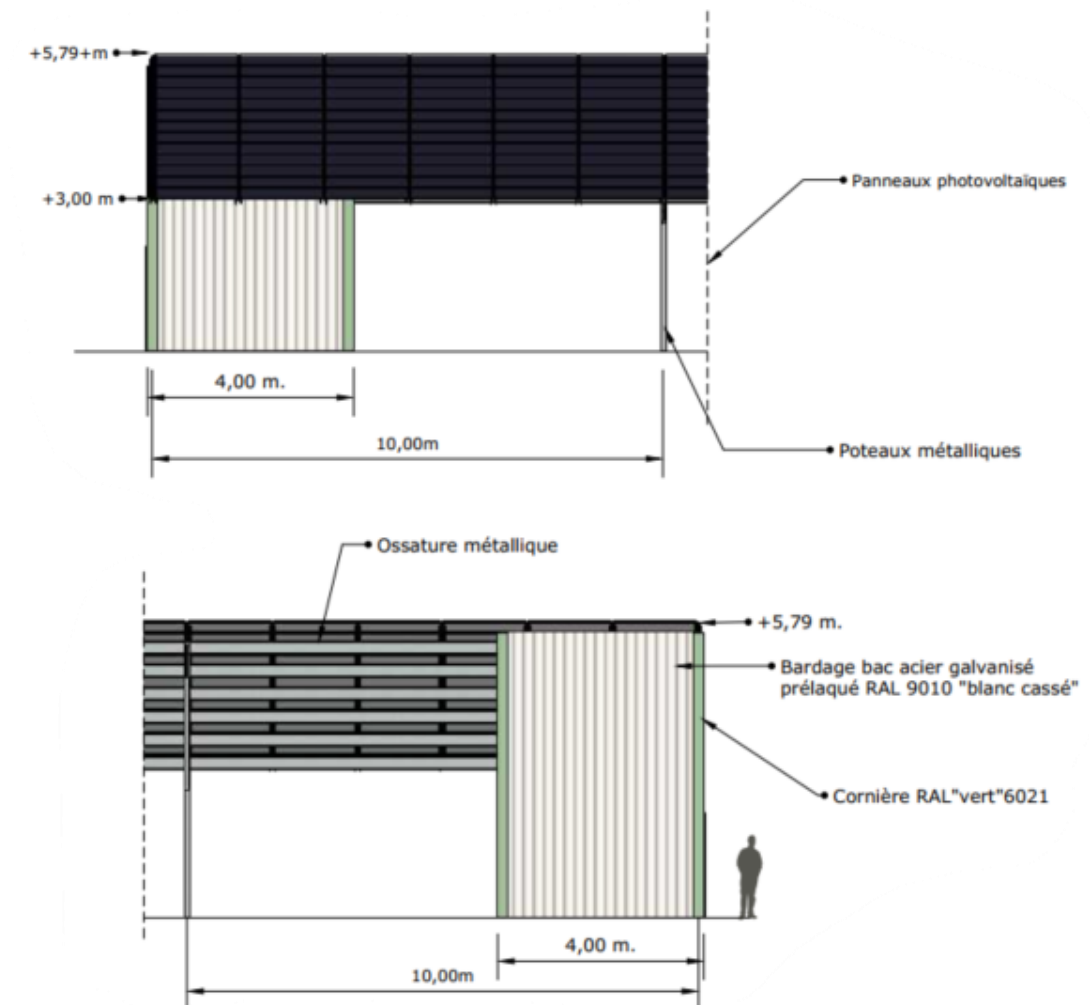 +5,79+m
+3,00 m
Panneaux photovoltaïques
4,00 m.
10,00m
Poteaux métalliques
Ossature métallique
+5,79 m.
Bardage bac acier galvanisé
prélaqué RAL 9010 "blanc cassé"
Cornière RAL"vert"6021
4,00 m.
10,00m